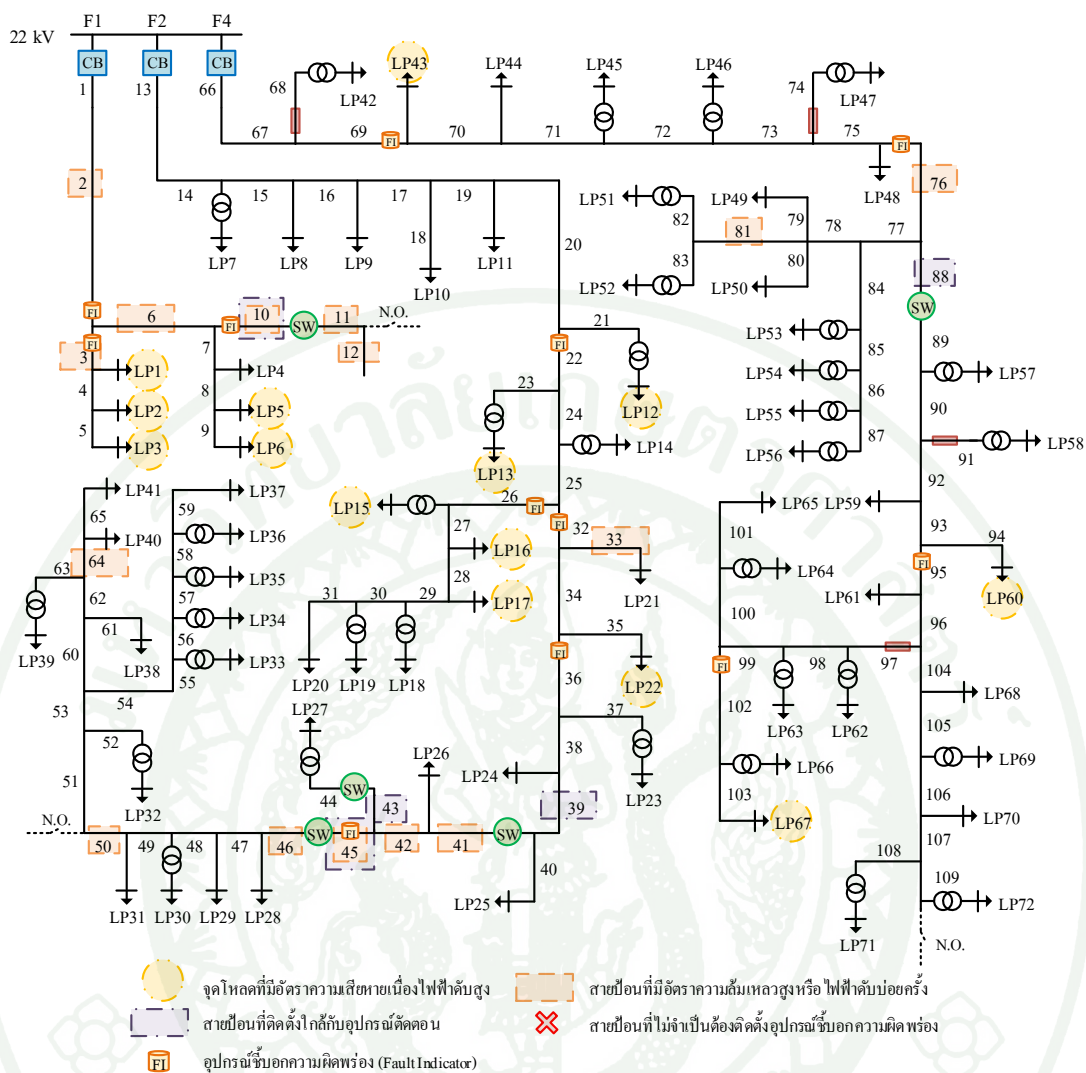 F1 F2 F4
22 kV
CB CB CB
1 13 66
68 LP42 LP43 LP44 LP45 LP46 74 LP47
67 69 FI 70 71 72 73 75 FI
LP48
2 76
14 15 16 17 19
LP7 LP8 LP9 18 LP10 LP11
LP51 82 LP49 79 78 77
81
83 80
LP52 LP50
20 84 88
SW
FI 6 FI 10 SW 11 N.O.
21 LP53 89
3 FI 7 12 FI 22
4 LP1 LP4 23 LP12 LP54 85 LP57
LP2 8 LP5 24 LP55 86 90
5 LP3 9 LP6 LP13 LP14 LP56 87 91 LP58
25 92
LP41 59 LP37 LP15 26 FI LP65 LP59
65 LP40 LP36 27 LP16 FI 32 33 101 93 94
63 64 58 LP35 28 LP21 LP64 FI 95 LP60
62 57 LP34 31 30 29 LP17 34 100 LP61 96
LP39 61 LP38 56 LP33 35 97
60 55 LP20 LP19 LP18 FI LP22 FI 99 98 104
54 LP27 36 102 LP63 LP62 LP68
53 37 105
52 LP26 38 LP66 LP69
51 SW LP24 LP23 103 106
LP32 44 43 39 LP67 LP70
N.O. 107
50 49 48 47 46 SW FI 45 42 41 SW 108
40 109
LP31 LP30 LP29 LP28 LP25 LP72
LP71 N.O.
จุดโหลดที่มีอัตราความเสียหายเนื่องไฟฟ้าดับสูง
สายป้อนที่มีอัตราความล้มเหลวสูงหรือ ไฟฟ้าดับบ่อยครั้ง
สายป้อนที่ติดตั้งใกล้กับอุปกรณ์ตัดตอน
สายป้อนที่ไม่จำเป็นต้องติดตั้งอุปกรณ์ชี้บอกความผิดพร่อง
FI อุปกรณ์ชี้บอกความผิดพร่อง (Fault Indicator)